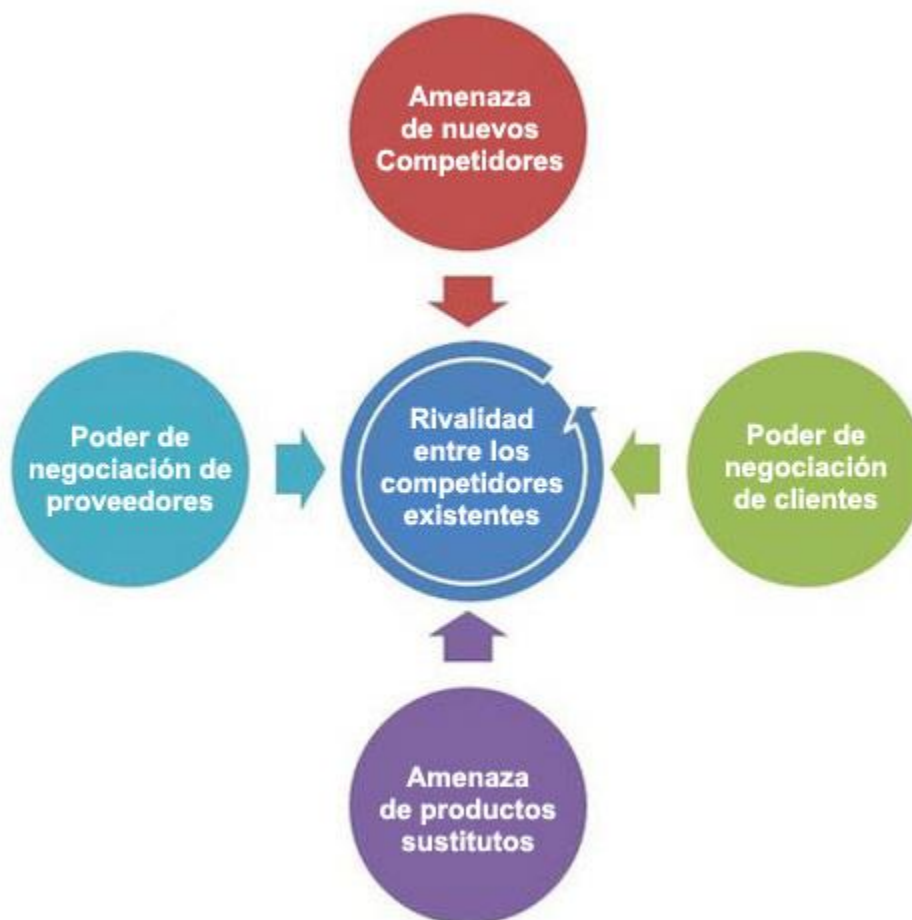 Amenaza
de nuevos
Competidores
Poder de
negociación de
proveedores
Rivalidad
entre los
competidores
existentes
Poder de
negociación
de clientes
Amenaza
de productos
sustitutos